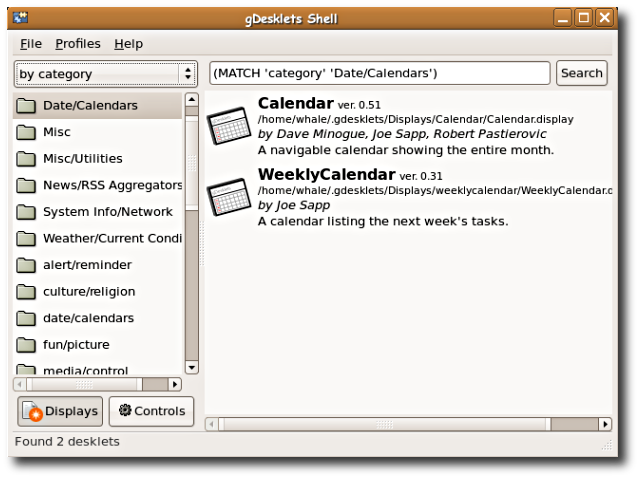 gDesklets Shell
File Profiles Help
by category
(MATCH 'category' 'Date/Calendars')
Search
Date/Calendars
Misc
Misc/Utilities
News/RSS Aggregators
System Info/Network
Weather/Current Condi
alert/reminder
culture/religion
date/calendars
fun/picture
media/control
Displays
Controls
Calendar ver. 0.51
/home/whale/.gdesklets/Displays/Calendar/Calendar.display
by Dave Minogue, Joe Sapp, Robert Pastierovic
A navigable calendar showing the entire month.
WeeklyCalendar ver. 0.31
/home/whale/.gdesklets/Displays/weeklycalendar/WeeklyCalendar.d
by Joe Sapp
A calendar listing the next week's tasks.
Found 2 desklets